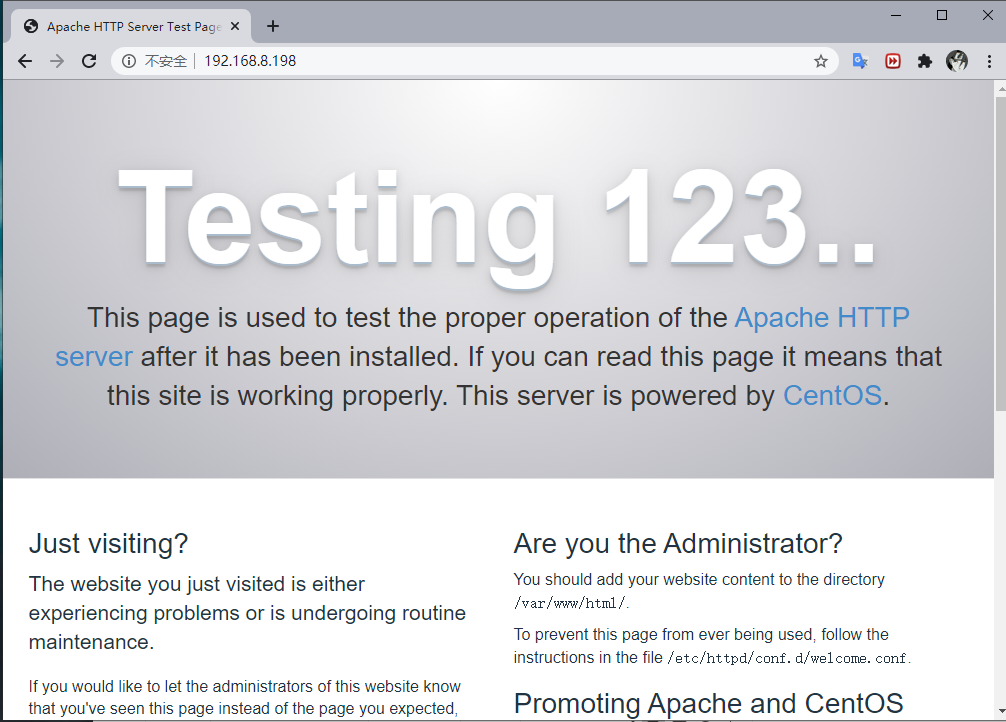 Apache HTTP Server Test Page
不安全 192.168.8.198
Testing 123..
This page is used to test the proper operation of the Apache HTTP
server after it has been installed. If you can read this page it means that
this site is working properly. This server is powered by CentOS.
Just visiting?
The website you just visited is either
experiencing problems or is undergoing routine
maintenance.
If you would like to let the administrators of this website know
that you've seen this page instead of the page you expected,
Are you the Administrator?
You should add your website content to the directory
/var/www/html/.
To prevent this page from ever being used, follow the
instructions in the file /etc/httpd/conf.d/welcome.conf.
Promoting Apache and CentOS